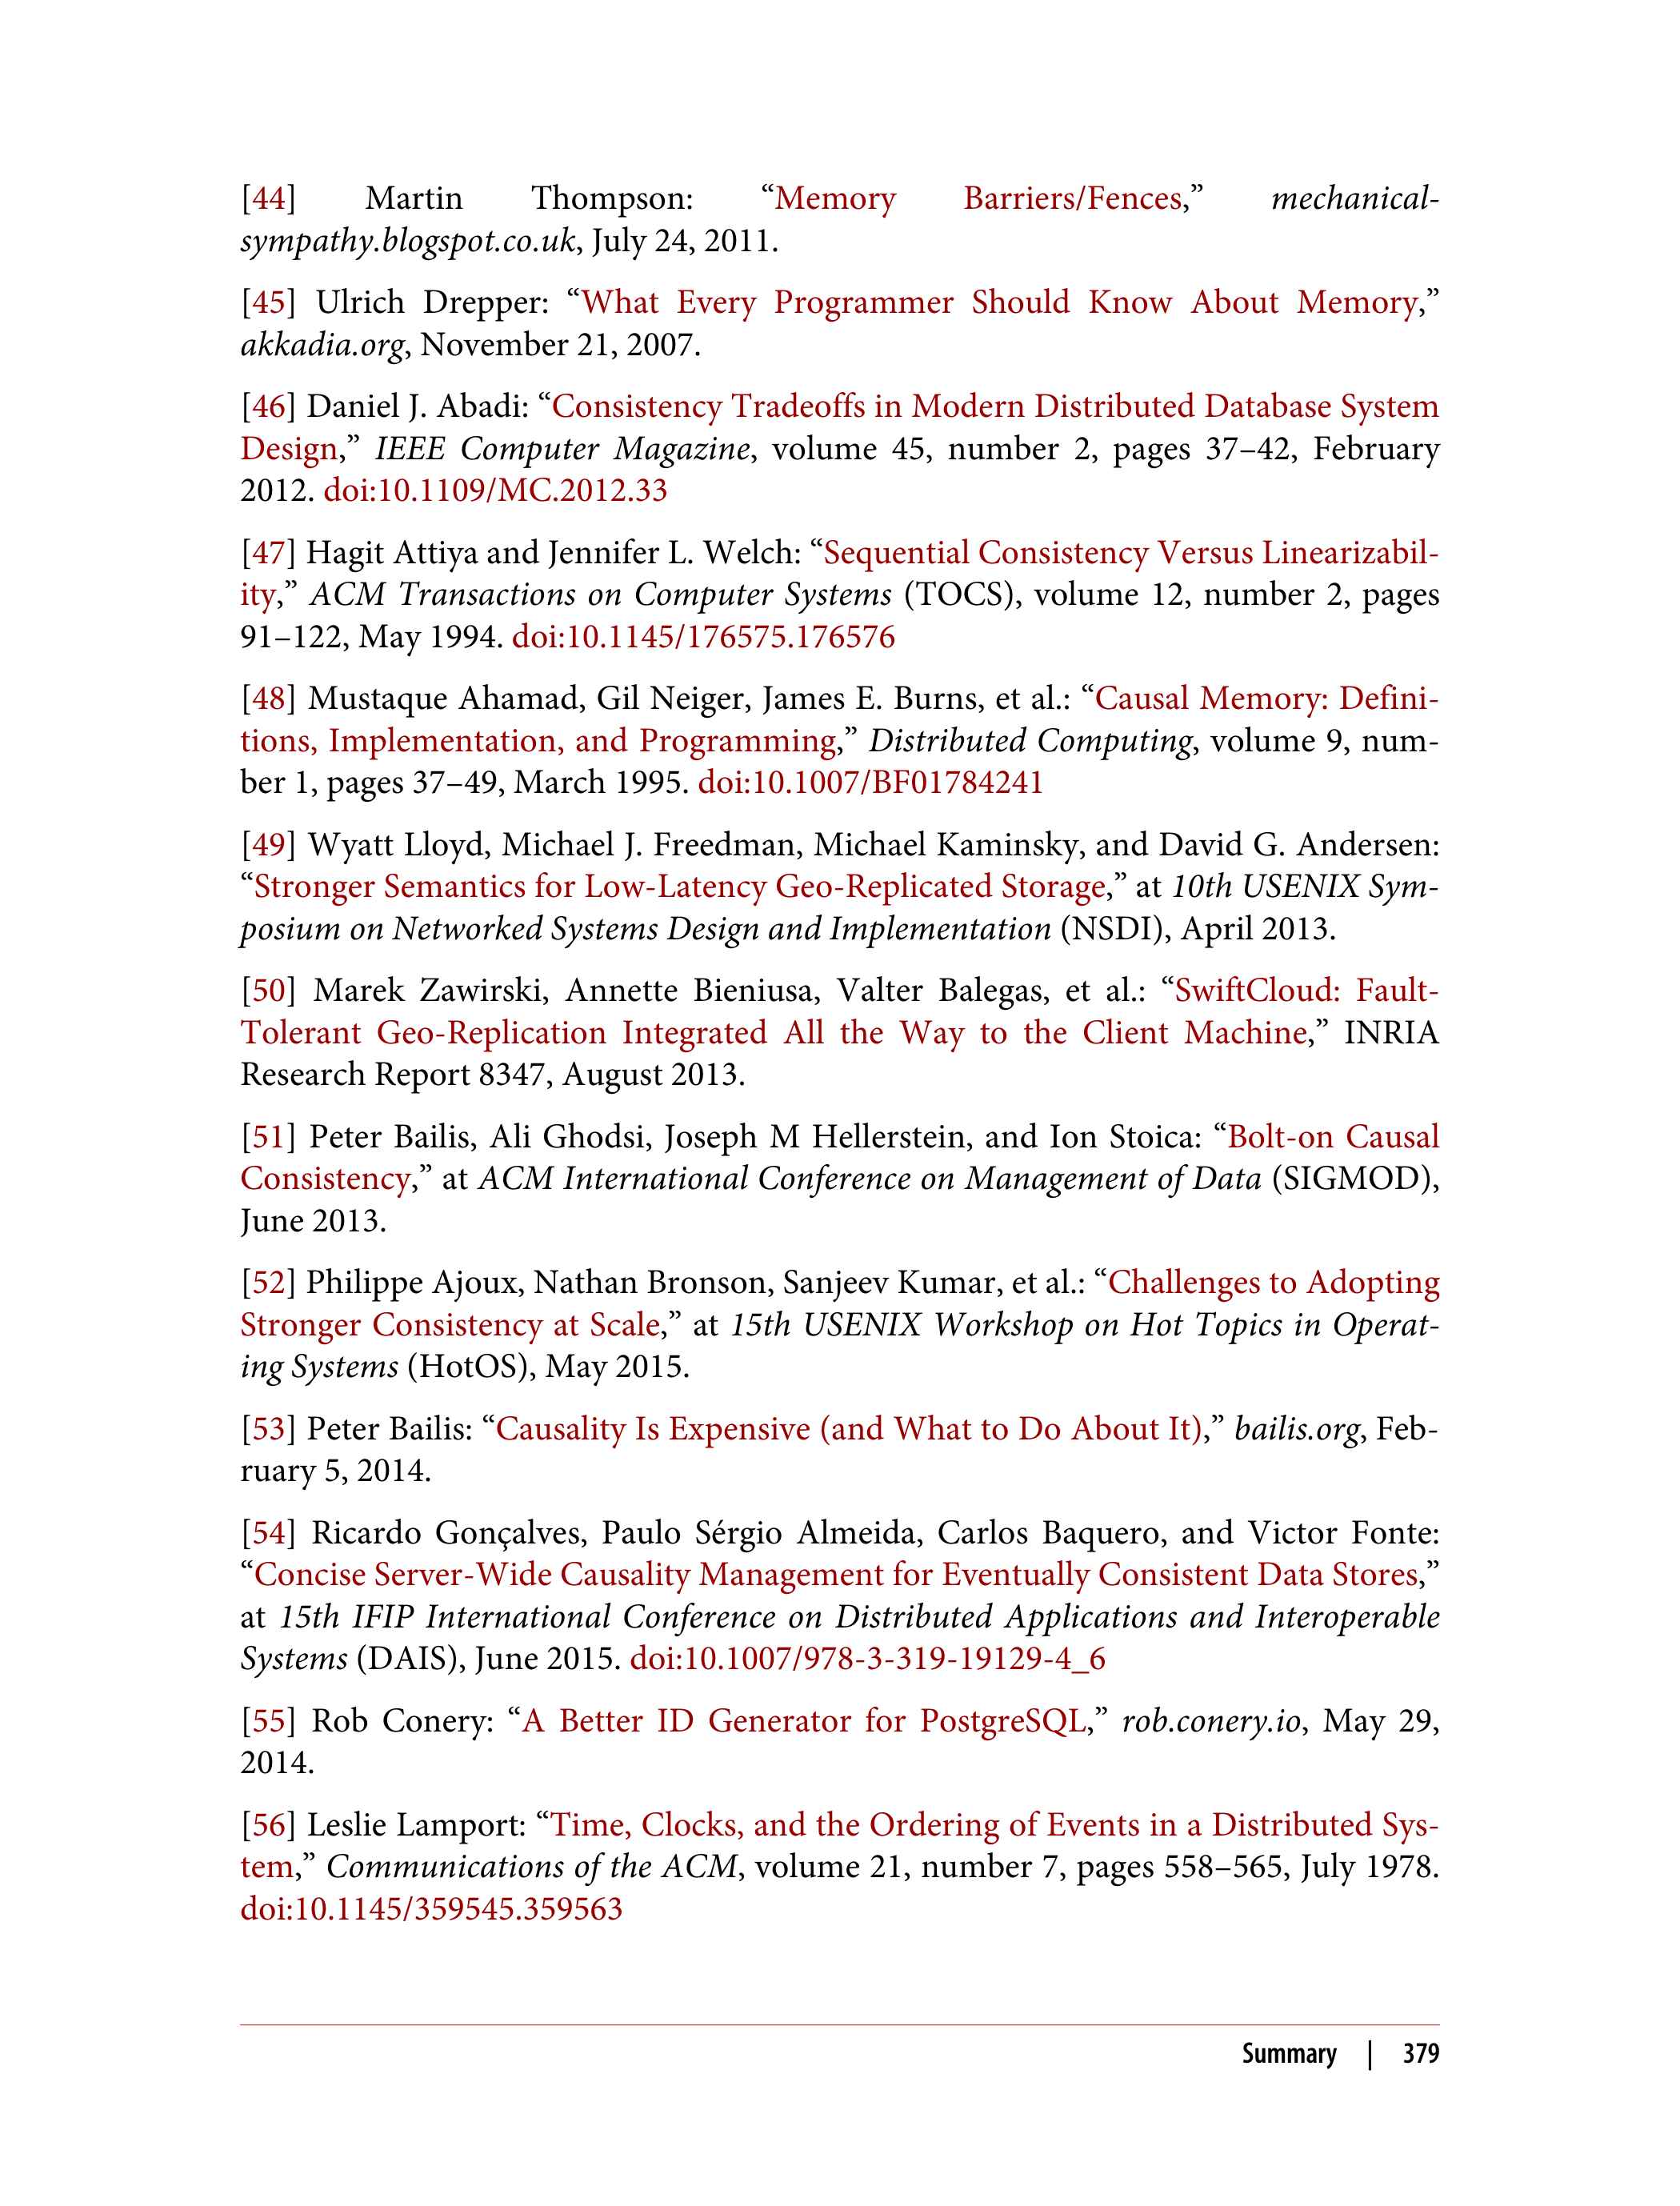 [44] Martin Thompson: “Memory Barriers/Fences,” mechanical-
sympathy.blogspot.co.uk, July 24, 2011.
[45] Ulrich Drepper: “What Every Programmer Should Know About Memory,”
akkadia.org, November 21, 2007.
[46] Daniel J. Abadi: “Consistency Tradeoffs in Modern Distributed Database System
Design,” IEEE Computer Magazine, volume 45, number 2, pages 37–42, February
2012. doi:10.1109/MC.2012.33
[47] Hagit Attiya and Jennifer L. Welch: “Sequential Consistency Versus Linearizabil-
ity,” ACM Transactions on Computer Systems (TOCS), volume 12, number 2, pages
91–122, May 1994. doi:10.1145/176575.176576
[48] Mustaque Ahamad, Gil Neiger, James E. Burns, et al.: “Causal Memory: Defini-
tions, Implementation, and Programming,” Distributed Computing, volume 9, num-
ber 1, pages 37–49, March 1995. doi:10.1007/BF01784241
[49] Wyatt Lloyd, Michael J. Freedman, Michael Kaminsky, and David G. Andersen:
“Stronger Semantics for Low-Latency Geo-Replicated Storage,” at 10th USENIX Sym-
posium on Networked Systems Design and Implementation (NSDI), April 2013.
[50] Marek Zawirski, Annette Bieniusa, Valter Balegas, et al.: “SwiftCloud: Fault-
Tolerant Geo-Replication Integrated All the Way to the Client Machine,” INRIA
Research Report 8347, August 2013.
[51] Peter Bailis, Ali Ghodsi, Joseph M Hellerstein, and Ion Stoica: “Bolt-on Causal
Consistency,” at ACM International Conference on Management of Data (SIGMOD),
June 2013.
[52] Philippe Ajoux, Nathan Bronson, Sanjeev Kumar, et al.: “Challenges to Adopting
Stronger Consistency at Scale,” at 15th USENIX Workshop on Hot Topics in Operat-
ing Systems (HotOS), May 2015.
[53] Peter Bailis: “Causality Is Expensive (and What to Do About It),” bailis.org, Feb-
ruary 5, 2014.
[54] Ricardo Gonçalves, Paulo Sérgio Almeida, Carlos Baquero, and Victor Fonte:
“Concise Server-Wide Causality Management for Eventually Consistent Data Stores,”
at 15th IFIP International Conference on Distributed Applications and Interoperable
Systems (DAIS), June 2015. doi:10.1007/978-3-319-19129-4_6
[55] Rob Conery: “A Better ID Generator for PostgreSQL,” rob.conery.io, May 29,
2014.
[56] Leslie Lamport: “Time, Clocks, and the Ordering of Events in a Distributed Sys-
tem,” Communications of the ACM, volume 21, number 7, pages 558–565, July 1978.
doi:10.1145/359545.359563
Summary | 379